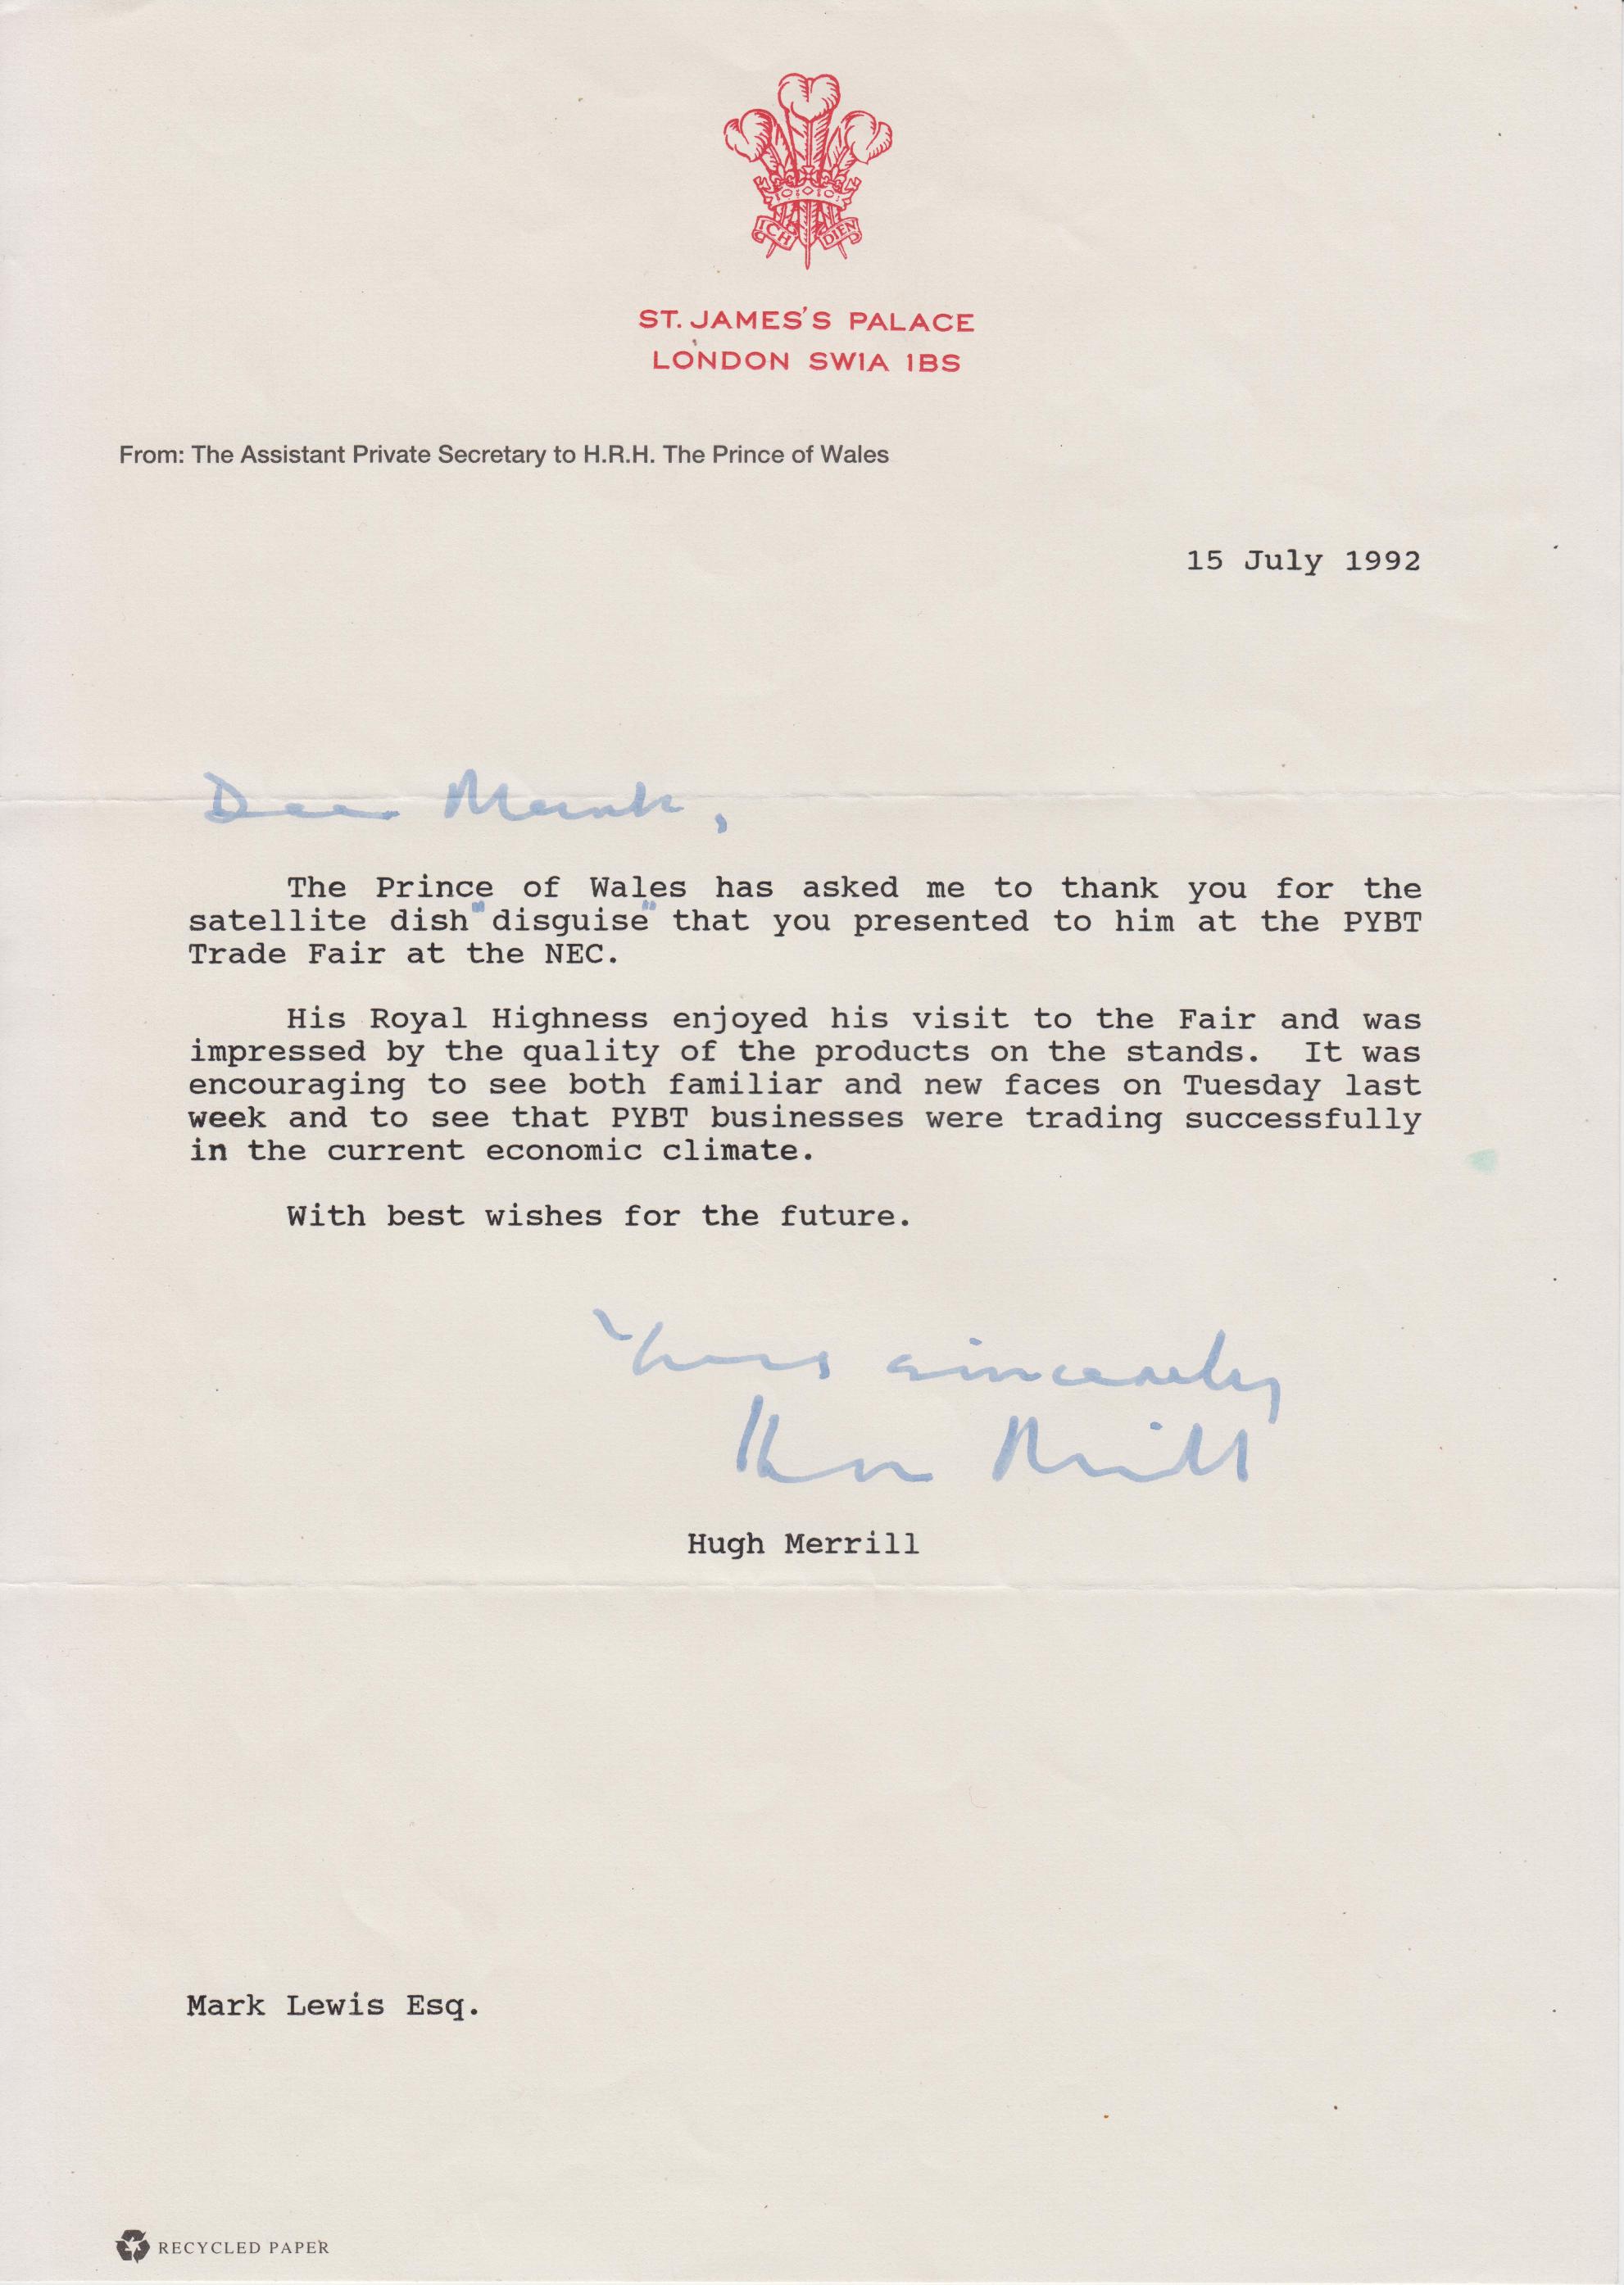 ICH DIEN
ST. JAMES'S PALACE
LONDON SW1A 1BS
From: The Assistant Private Secretary to H.R.H. The Prince of Wales
15 July 1992
Dear Mark,
The Prince of Wales has asked me to thank you for the
satellite dish "disguise" that you presented to him at the PYBT
Trade Fair at the NEC.
His Royal Highness enjoyed his visit to the Fair and was
impressed by the quality of the products on the stands. It was
encouraging to see both familiar and new faces on Tuesday last
week and to see that PYBT businesses were trading successfully
in the current economic climate.
With best wishes for the future.
Yours sincerely
Hugh Merrill
Hugh Merrill
Mark Lewis Esq.
RECYCLED PAPER